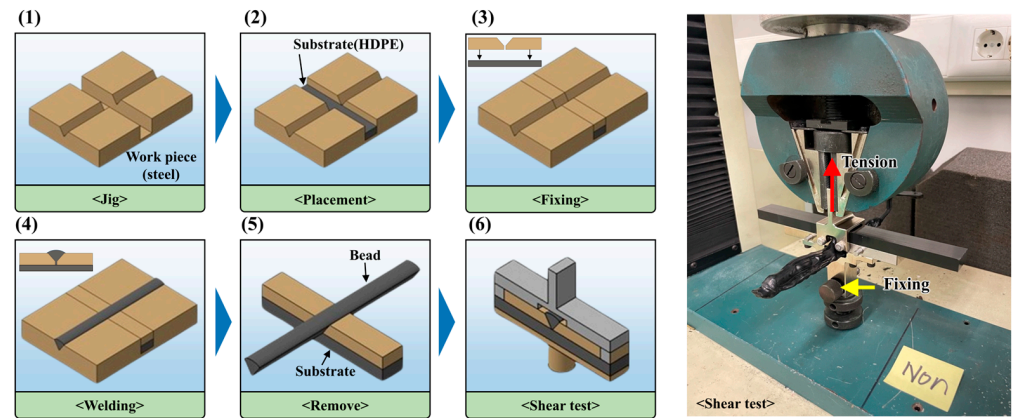 (1)
(2)
(3)
Substrate(HDPE)
Work piece
(steel)
<Jig>
<Placement>
<Fixing>
(4)
(5)
(6)
Bead
Substrate
<Welding>
<Remove>
<Shear test>
Tension
Fixing
Non
<Shear test>